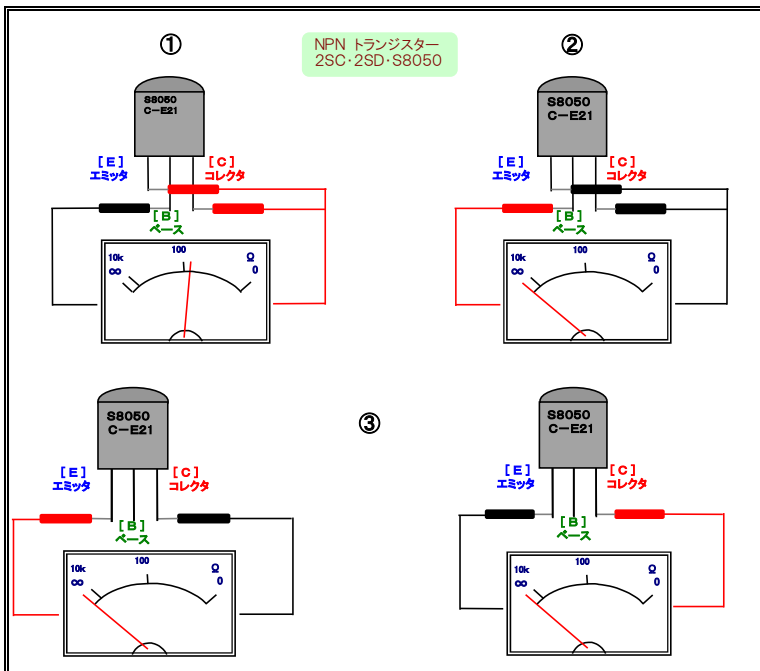 ①
NPN トランジスター
2SC・2SD・S8050
②
S8050
C-E21
[E]
エミッタ
[C]
コレクタ
[B]
ベース
10k
∞
100
Ω
0
S8050
C-E21
[E]
エミッタ
[C]
コレクタ
[B]
ベース
10k
∞
100
Ω
0
③
S8050
C-E21
[E]
エミッタ
[C]
コレクタ
[B]
ベース
10k
∞
100
Ω
0
S8050
C-E21
[E]
エミッタ
[C]
コレクタ
[B]
ベース
10k
∞
100
Ω
0